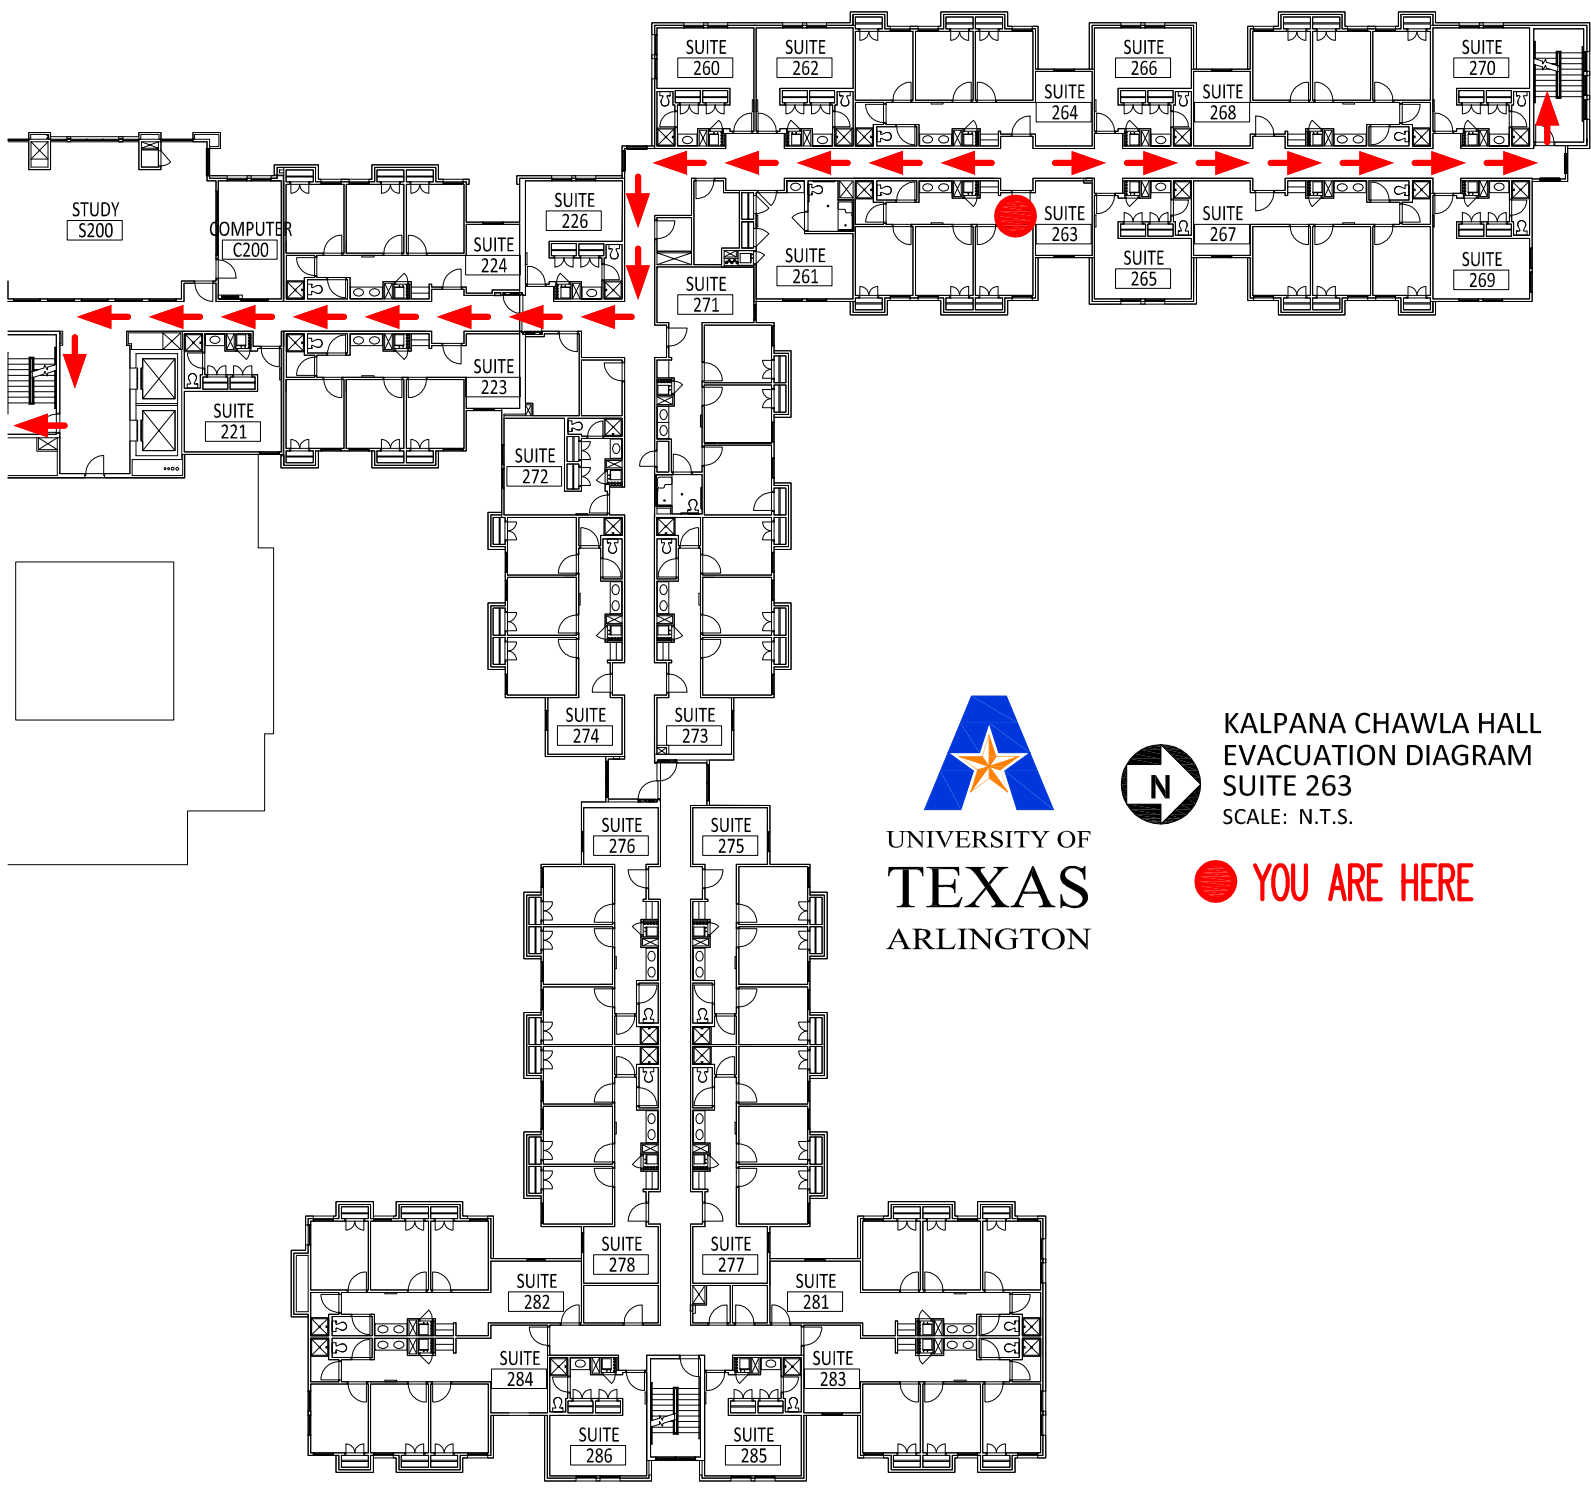 SUITE
260
SUITE
262
SUITE
264
SUITE
266
SUITE
268
SUITE
270
STUDY
S200
COMPUTER
C200
SUITE
224
SUITE
226
SUITE
261
SUITE
263
SUITE
265
SUITE
267
SUITE
269
SUITE
271
SUITE
221
SUITE
223
SUITE
272
SUITE
274
SUITE
273
SUITE
276
SUITE
275
UNIVERSITY OF
TEXAS
ARLINGTON
N
KALPANA CHAWLA HALL
EVACUATION DIAGRAM
SUITE 263
SCALE: N.T.S.
YOU ARE HERE
SUITE
278
SUITE
277
SUITE
282
SUITE
281
SUITE
284
SUITE
283
SUITE
286
SUITE
285